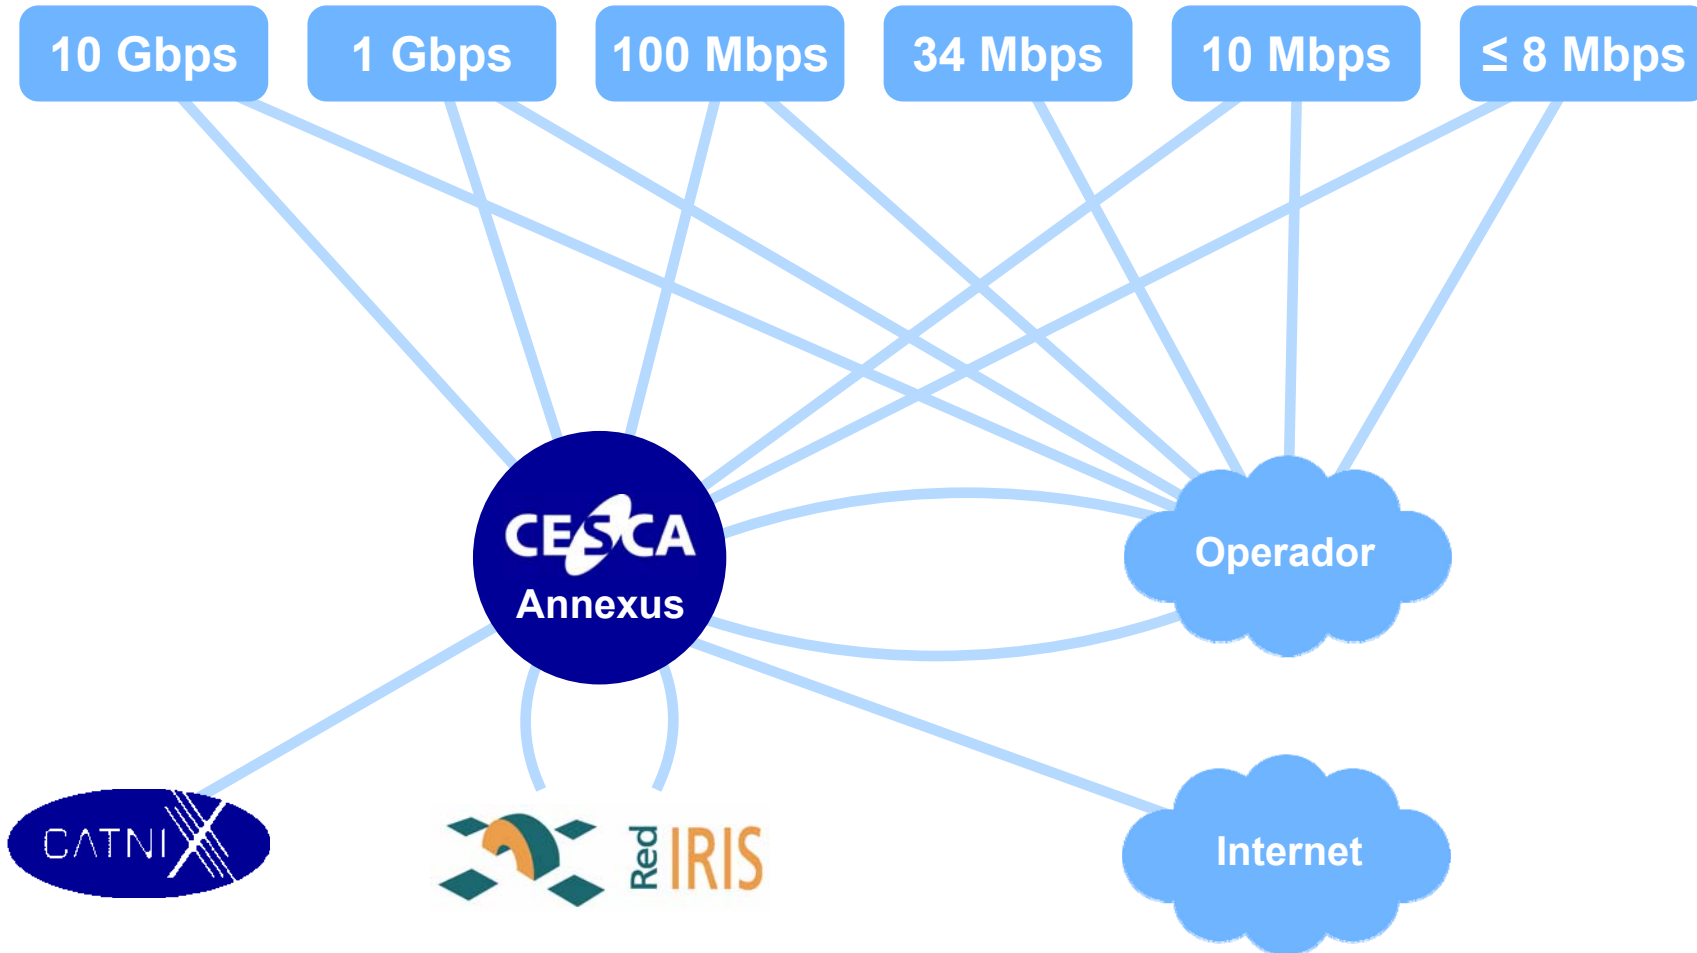 10 Gbps
1 Gbps
100 Mbps
34 Mbps
10 Mbps
≤ 8 Mbps
CESCA
Annexus
Operador
CATNIX
Red IRIS
Internet